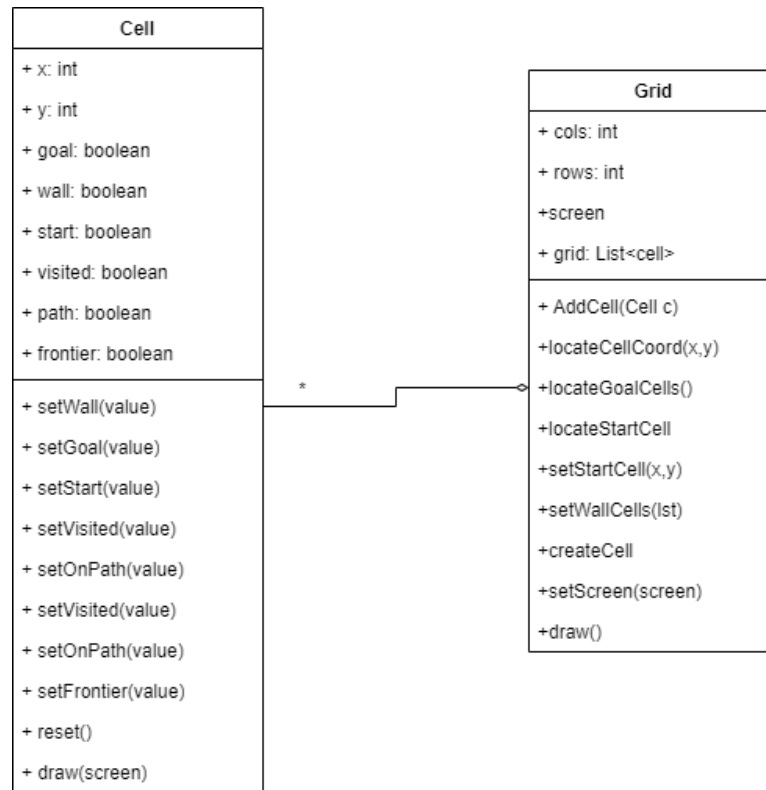 Cell
+ x: int
+ y: int
+ goal: boolean
+ wall: boolean
+ start: boolean
+ visited: boolean
+ path: boolean
+ frontier: boolean
+ setWall(value)
+ setGoal(value)
+ setStart(value)
+ setVisited(value)
+ setOnPath(value)
+ setVisited(value)
+ setOnPath(value)
+ setFrontier(value)
+ reset()
+ draw(screen)
*
Grid
+ cols: int
+ rows: int
+screen
+ grid: List<cell>
+ AddCell(Cell c)
+locateCellCoord(x,y)
+locateGoalCells()
+locateStartCell
+setStartCell(x,y)
+setWallCells(lst)
+createCell
+setScreen(screen)
+draw()